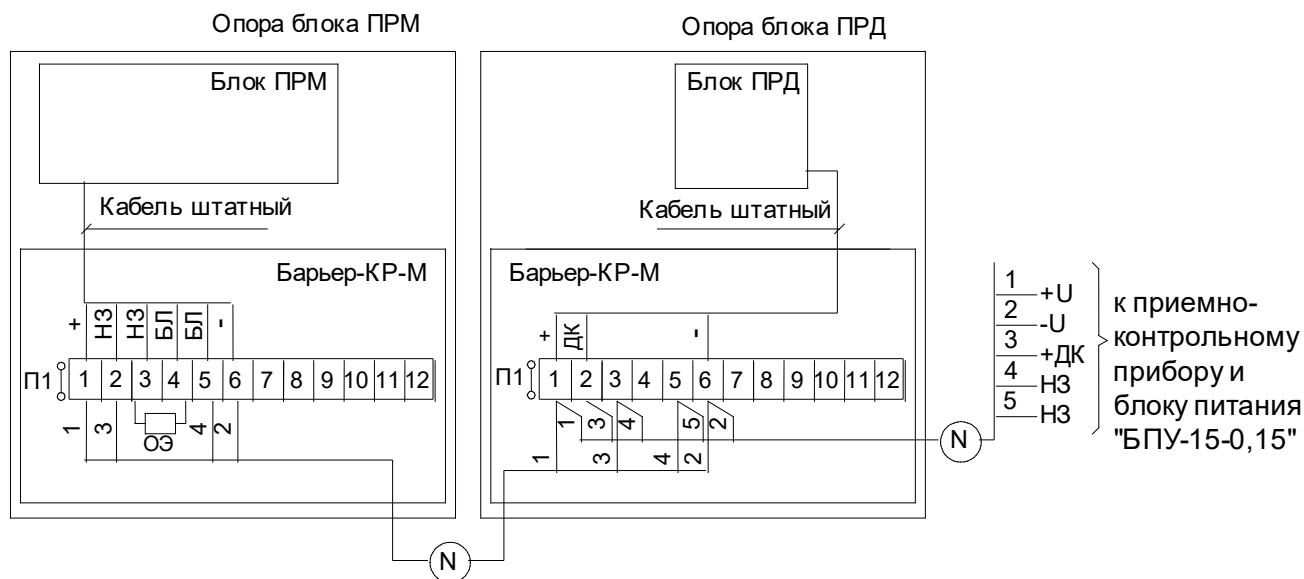 Опора блока ПРМ
Опора блока ПРД
Блок ПРМ
Блок ПРД
Кабель штатный
Кабель штатный
Барьер-КР-М
Барьер-КР-М
+ НЗ НЗ БЛ БЛ -
+ ДК -
П1 1 2 3 4 5 6 7 8 9 10 11 12
П1 1 2 3 4 5 6 7 8 9 10 11 12
1 3 ОЭ 4 2
1 3 4 5 2
1 3 4 2
N
N
1 +U
2 -U
3 +ДК
4 НЗ
5 НЗ
к приемно-
контрольному
прибору и
блоку питания
"БПУ-15-0,15"